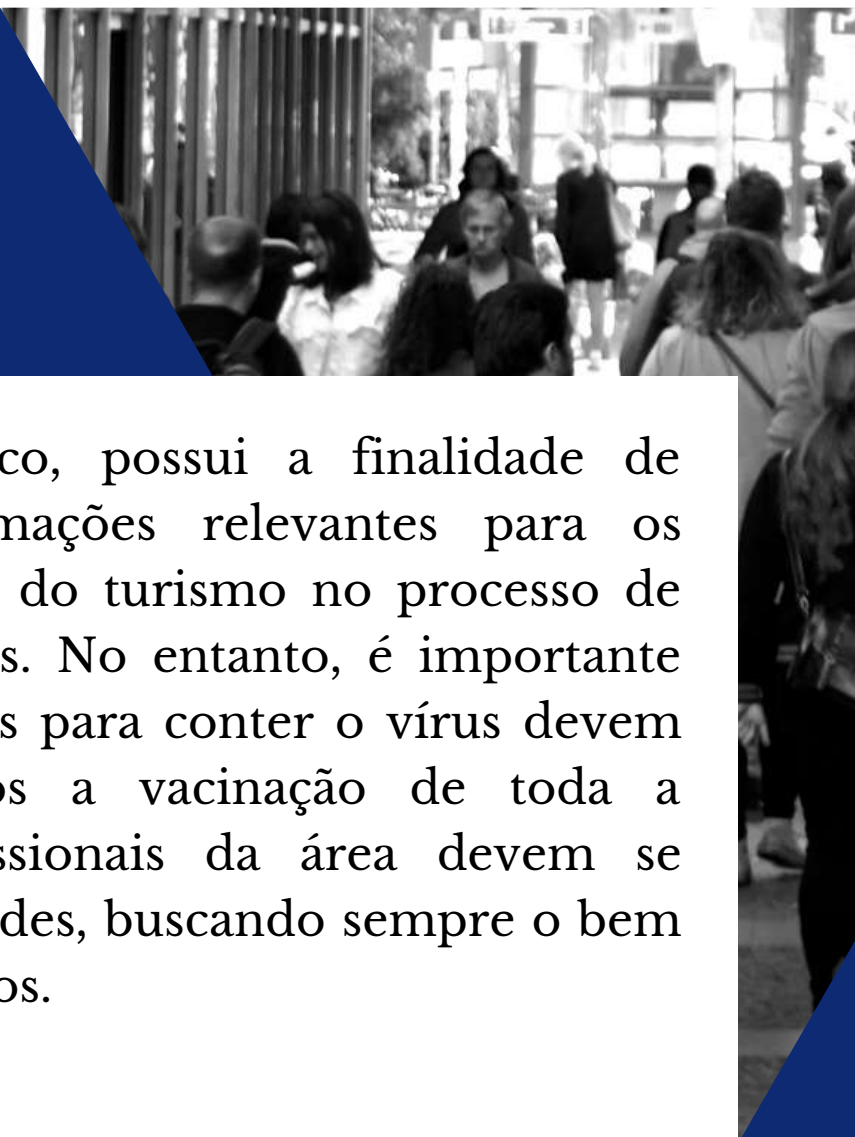 co, possui a finalidade de
mações relevantes para os
do turismo no processo de
s. No entanto, é importante
s para conter o vírus devem
os a vacinação de toda a
ssionais da área devem se
des, buscando sempre o bem
os.